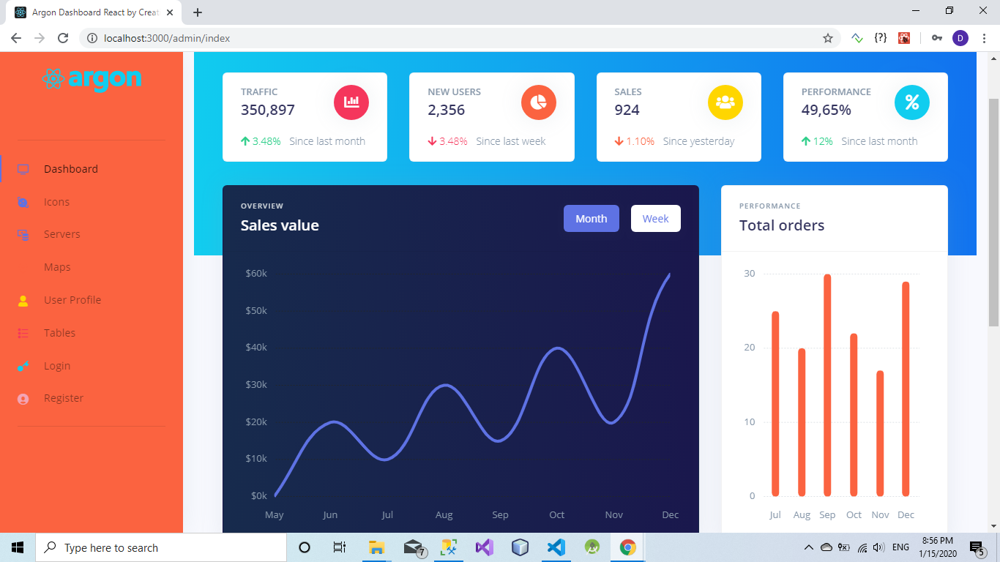 Argon Dashboard React by Creat
localhost:3000/admin/index
{?}
D
argon
Dashboard
Icons
Servers
Maps
User Profile
Tables
Login
Register
TRAFFIC
350,897
3.48% Since last month
NEW USERS
2,356
3.48% Since last week
SALES
924
1.10% Since yesterday
PERFORMANCE
49,65%
%
12% Since last month
OVERVIEW
Sales value
Month
Week
$60k
$50k
$40k
$30k
$20k
$10k
$0k
May Jun Jul Aug Sep Oct Nov Dec
PERFORMANCE
Total orders
30
20
10
0
Jul Aug Sep Oct Nov Dec
Type here to search
7
ENG
8:56 PM
1/15/2020
5